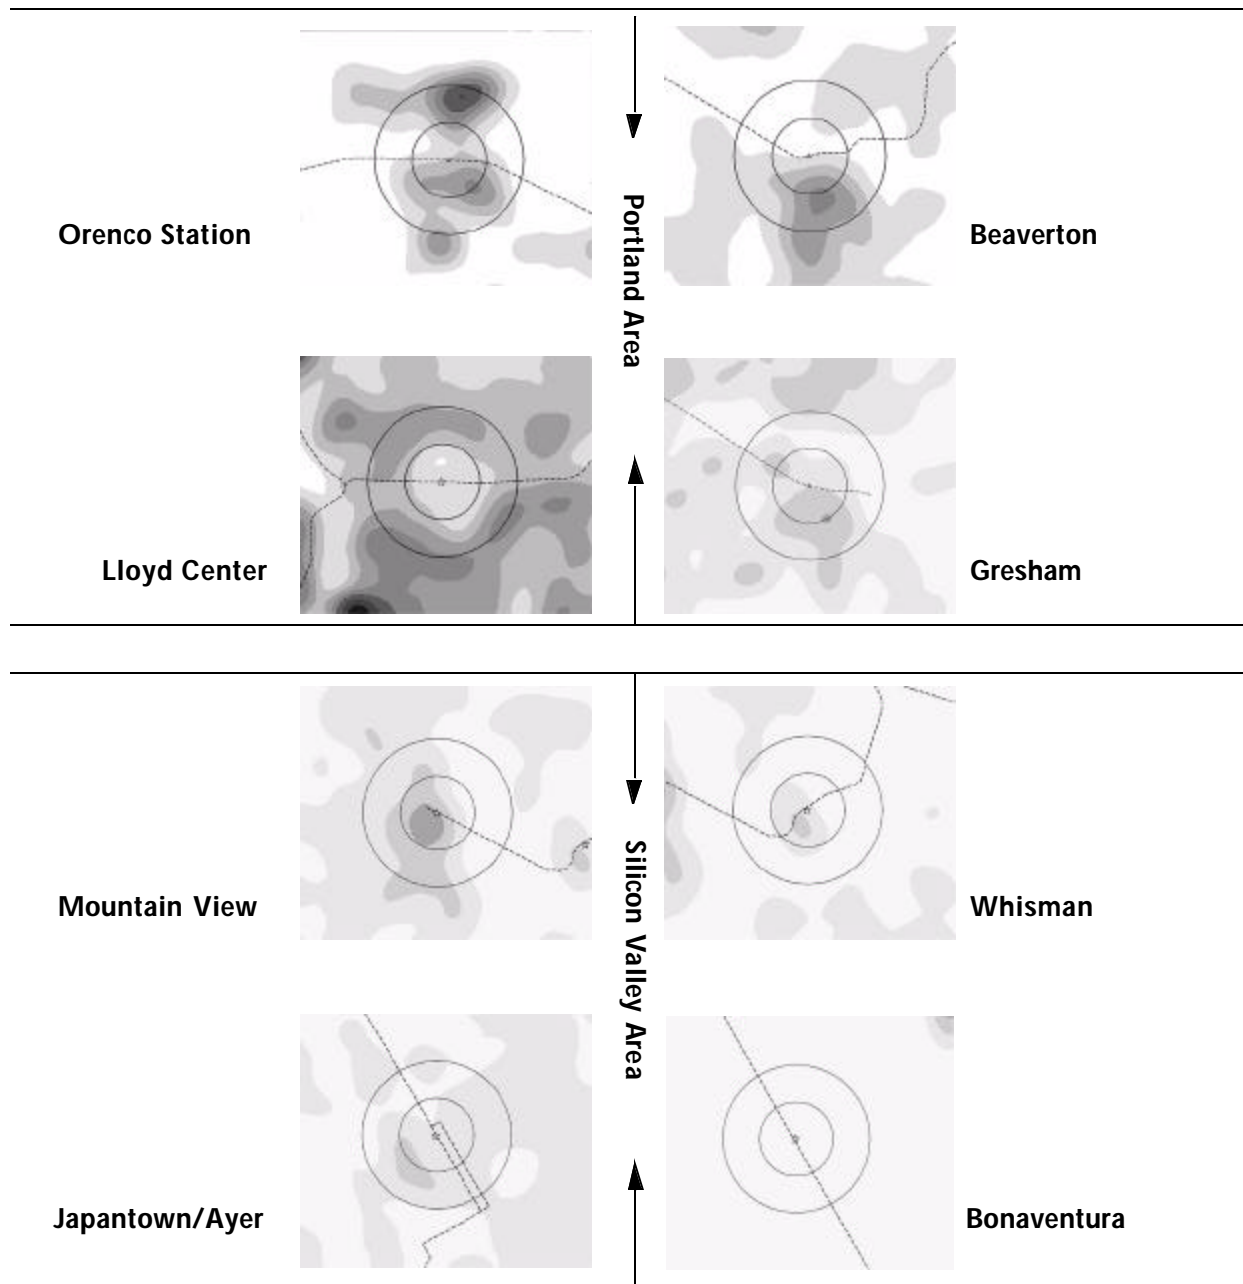 Orenco Station
Portland Area
Beaverton
Lloyd Center
Gresham
Mountain View
Silicon Valley Area
Whisman
Japantown/Ayer
Bonaventura